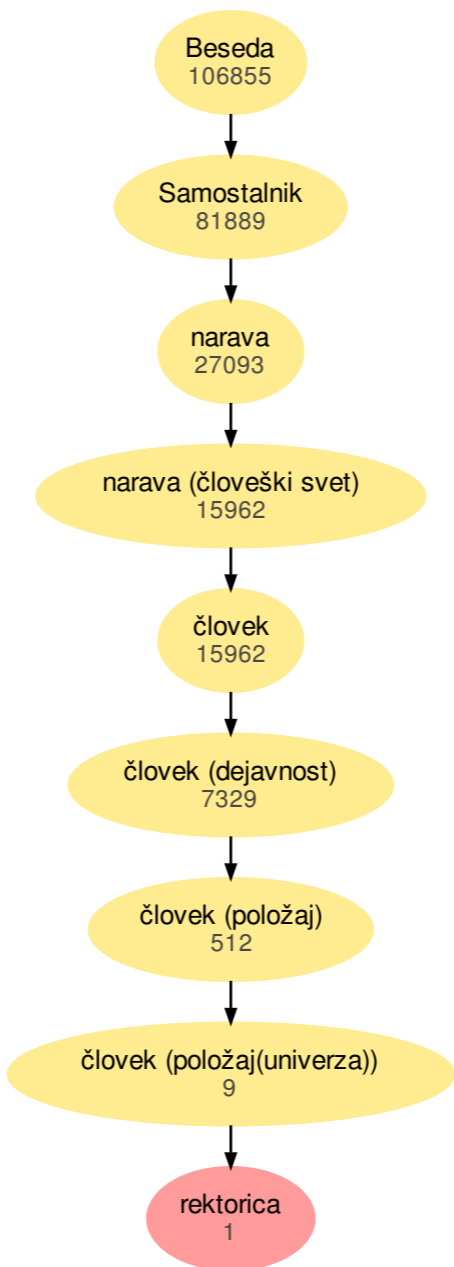 Beseda
106855
Samostalnik
81889
narava
27093
narava (človeški svet)
15962
človek
15962
človek (dejavnost)
7329
človek (položaj)
512
človek (položaj(univerza))
9
rektorica
1